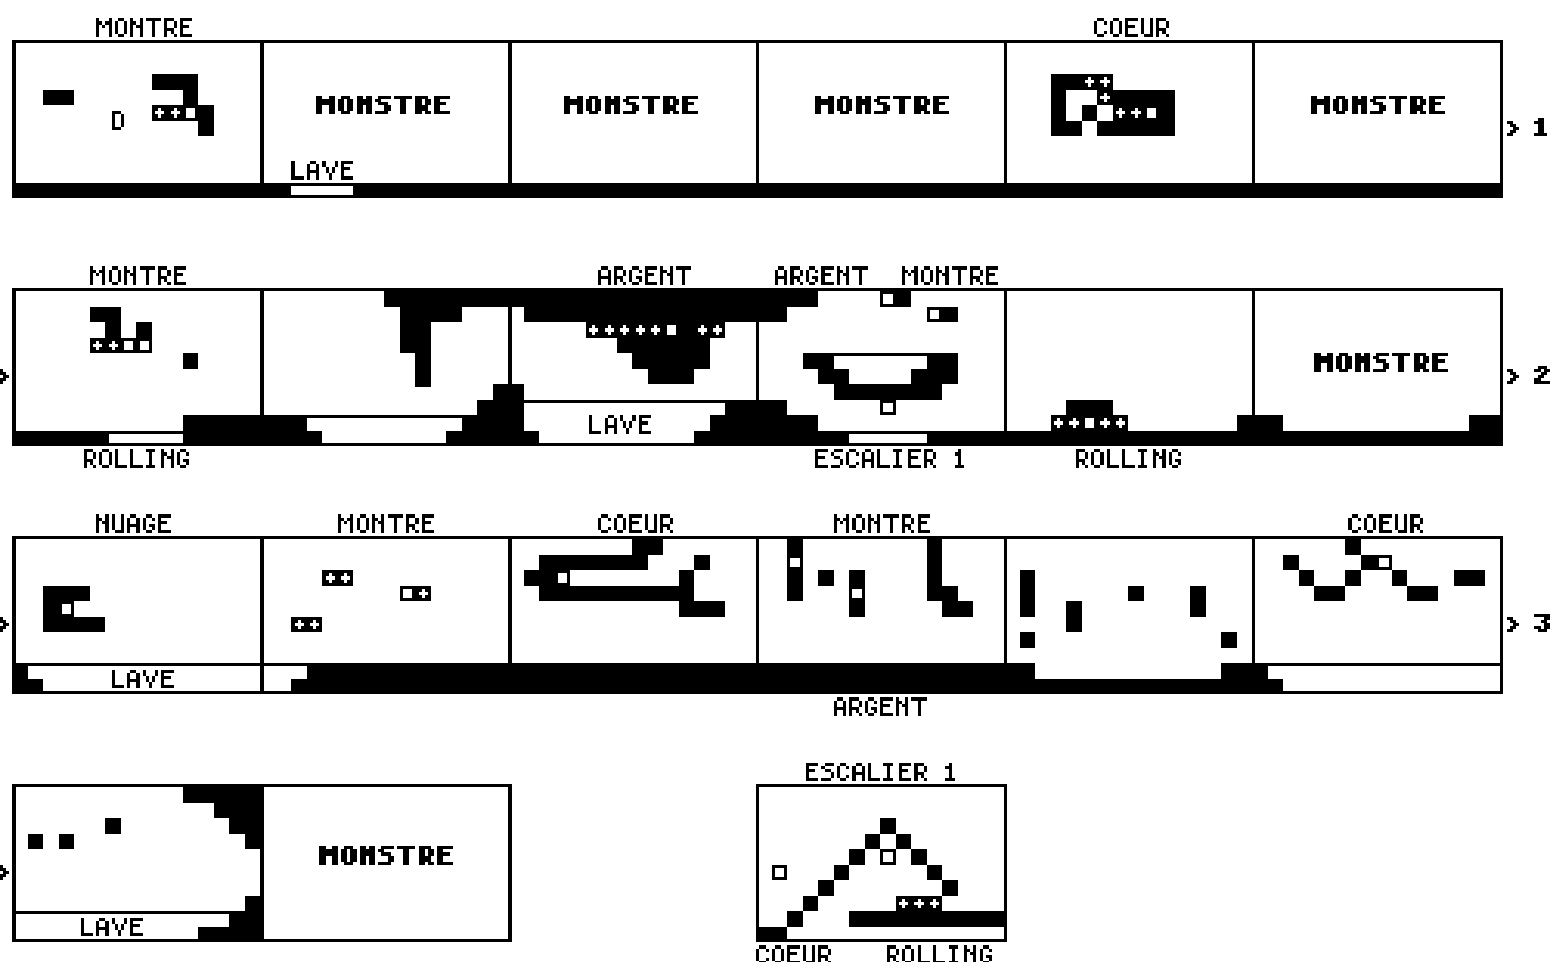 MONTRE COEUR
D MONSTRE MONSTRE MONSTRE MONSTRE > 1
LAVE
MONTRE ARGENT ARGENT MONTRE
> MONSTRE > 2
LAVE
ROLLING ESCALIER 1 ROLLING
NUAGE MONTRE COEUR MONTRE COEUR
> LAVE > 3
ARGENT
ESCALIER 1
> MONSTRE
LAVE
COEUR ROLLING